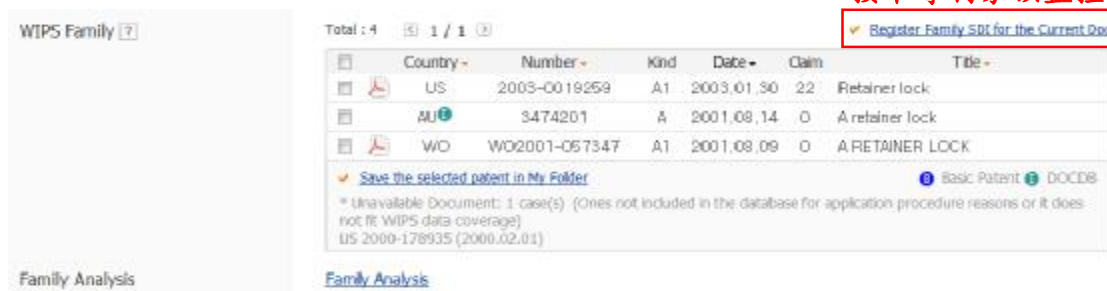 WIPS Family ?
Total : 4 1 / 1
Register Family SDI for the Current Doc
Country Number Kind Date Claim Title
US 2003-0019259 A1 2003,01,30 22 Retainer lock
AU E 3474201 A 2001,08,14 0 A retainer lock
WO WO2001-057347 A1 2001,08,09 0 A RETAINER LOCK
Save the selected patent in My Folder
B Basic Patent E DOCDB
* Unavailable Document: 1 case(s) (Ones not included in the database for application procedure reasons or it does
not fit WIPS data coverage)
US 2000-178935 (2000.02.01)
Family Analysis
Family Analysis